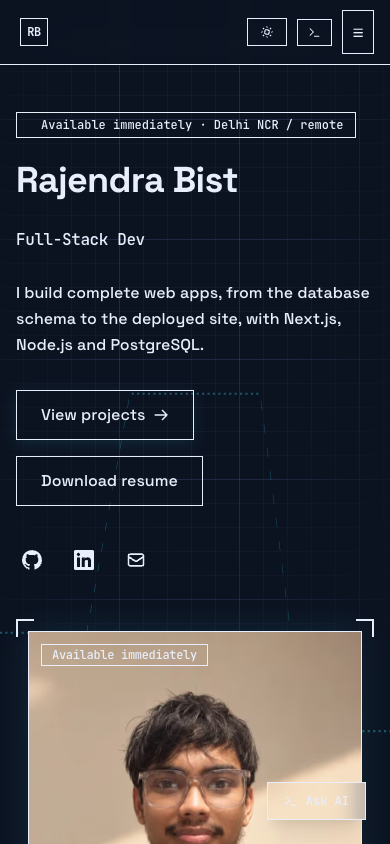 RB
Available immediately · Delhi NCR / remote
Rajendra Bist
Full-Stack Dev
I build complete web apps, from the database
schema to the deployed site, with Next.js,
Node.js and PostgreSQL.
View projects →
Download resume
Available immediately
Ask AI